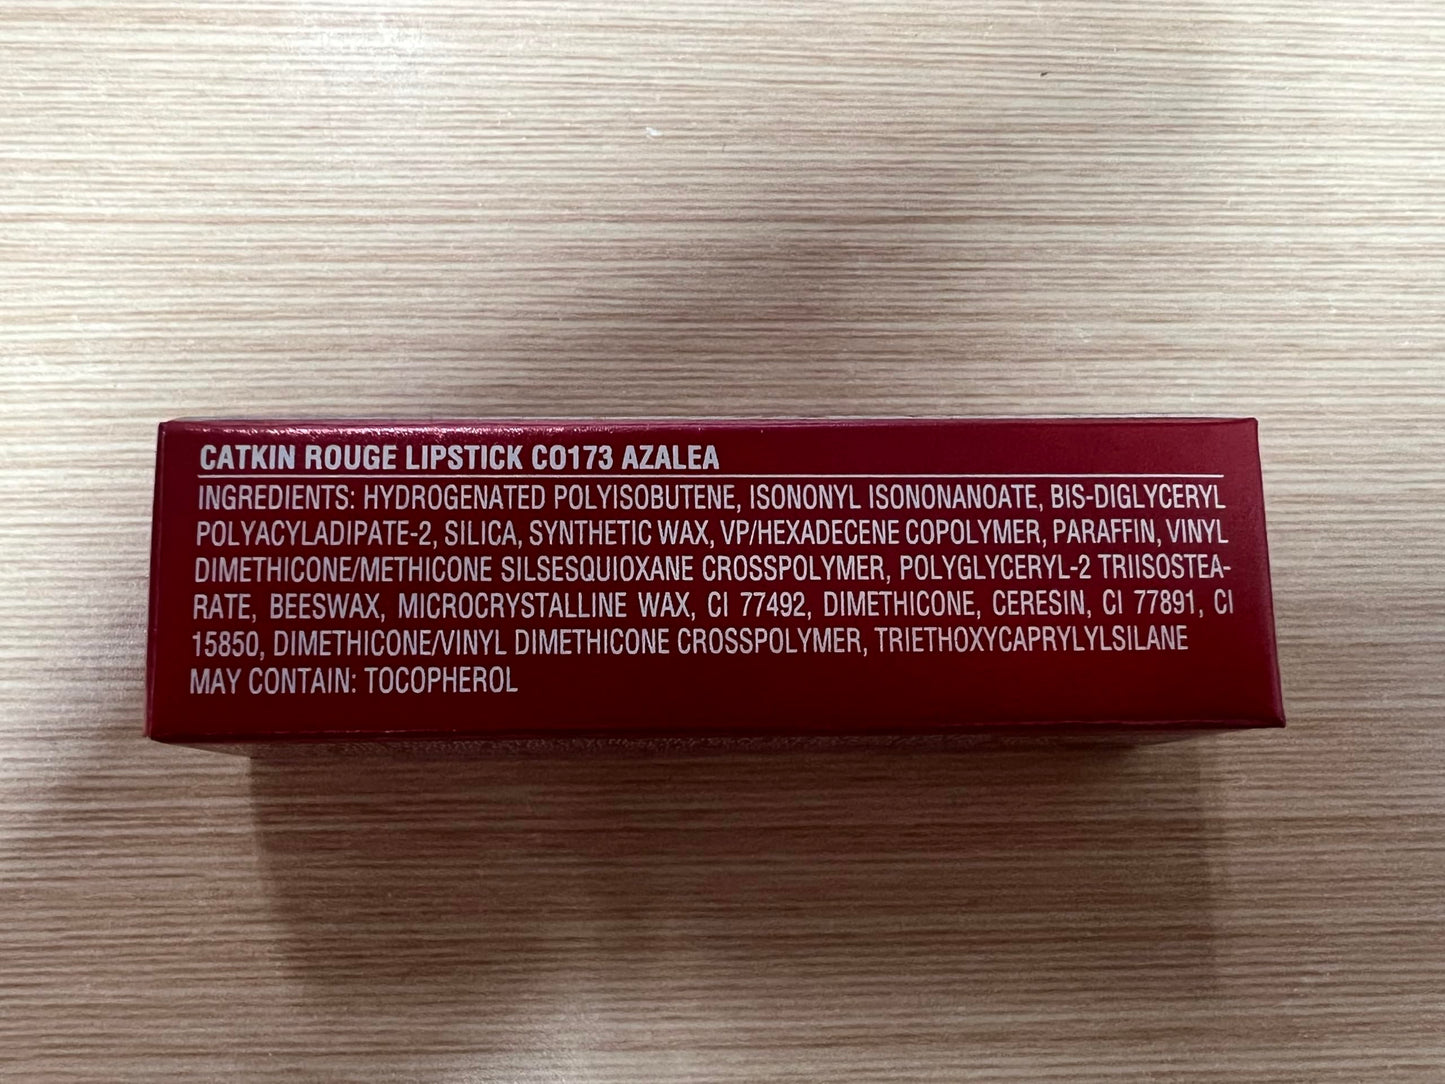 CATKIN ROUGE LIPSTICK CO173 AZALEA
INGREDIENTS: HYDROGENATED POLYISOBUTENE, ISONONYL ISONONANOATE, BIS-DIGLYCERYL
POLYACYLADIPATE-2, SILICA, SYNTHETIC WAX, VP/HEXADECENE COPOLYMER, PARAFFIN, VINYL
DIMETHICONE/METHICONE SILSESQUIOXANE CROSSPOLYMER, POLYGLYCERYL-2 TRIISOSTEA-
RATE, BEESWAX, MICROCRYSTALLINE WAX, CI 77492, DIMETHICONE, CERESIN, CI 77891, CI
15850, DIMETHICONE/VINYL DIMETHICONE CROSSPOLYMER, TRIETHOXYCAPRYLYLSILANE
MAY CONTAIN: TOCOPHEROL